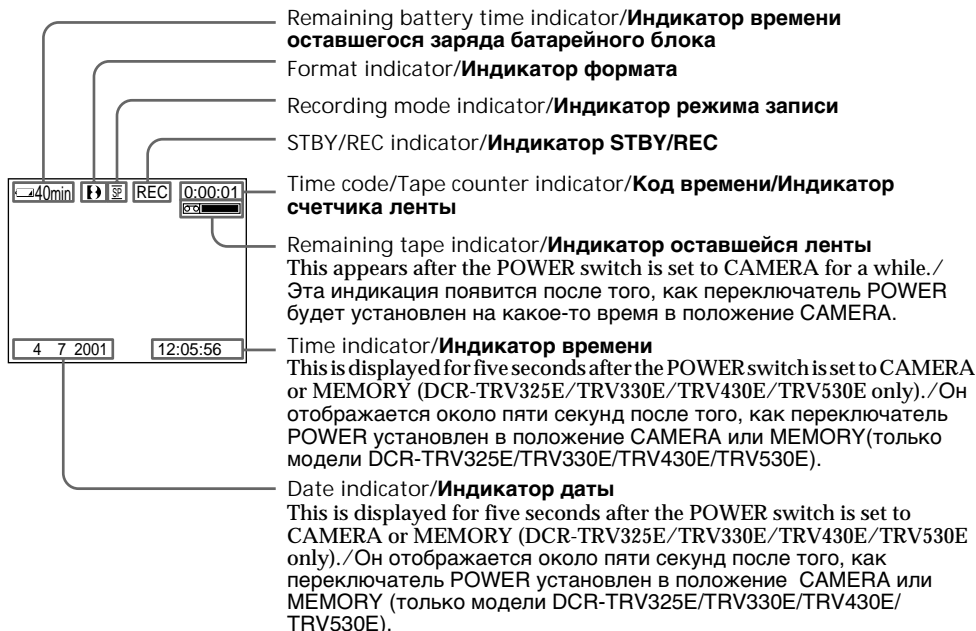 Remaining battery time indicator/Индикатор времени
оставшегося заряда батарейного блока
Format indicator/Индикатор формата
Recording mode indicator/Индикатор режима записи
STBY/REC indicator/Индикатор STBY/REC
40min SP REC 0:00:01
Time code/Tape counter indicator/Код времени/Индикатор
счетчика ленты
Remaining tape indicator/Индикатор оставшейся ленты
This appears after the POWER switch is set to CAMERA for a while./
Эта индикация появится после того, как переключатель POWER
будет установлен на какое-то время в положение CAMERA.
4 7 2001 12:05:56
Time indicator/Индикатор времени
This is displayed for five seconds after the POWER switch is set to CAMERA
or MEMORY (DCR-TRV325E/TRV330E/TRV430E/TRV530E only)./Он
отображается около пяти секунд после того, как переключатель
POWER установлен в положение CAMERA или MEMORY(только
модели DCR-TRV325E/TRV330E/TRV430E/TRV530E).
Date indicator/Индикатор даты
This is displayed for five seconds after the POWER switch is set to
CAMERA or MEMORY (DCR-TRV325E/TRV330E/TRV430E/TRV530E
only)./Он отображается около пяти секунд после того, как
переключатель POWER установлен в положение CAMERA или
MEMORY (только модели DCR-TRV325E/TRV330E/TRV430E/
TRV530E).